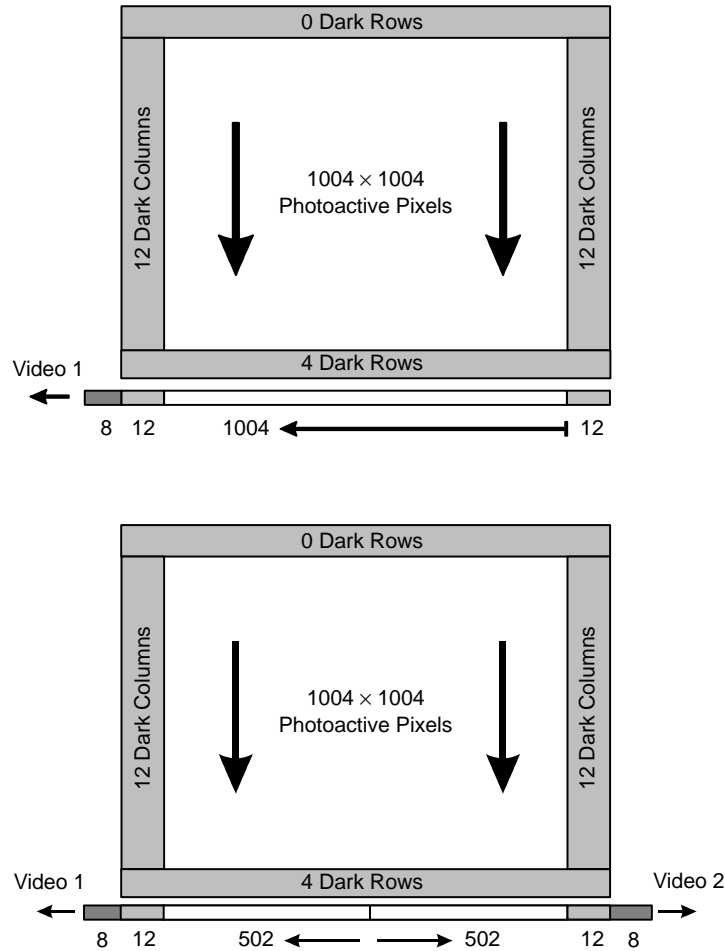 0 Dark Rows
12 Dark Columns
1004 × 1004
Photoactive Pixels
12 Dark Columns
4 Dark Rows
Video 1
8 12 1004 12
0 Dark Rows
12 Dark Columns
1004 × 1004
Photoactive Pixels
12 Dark Columns
4 Dark Rows
Video 1
Video 2
8 12 502 502 12 8